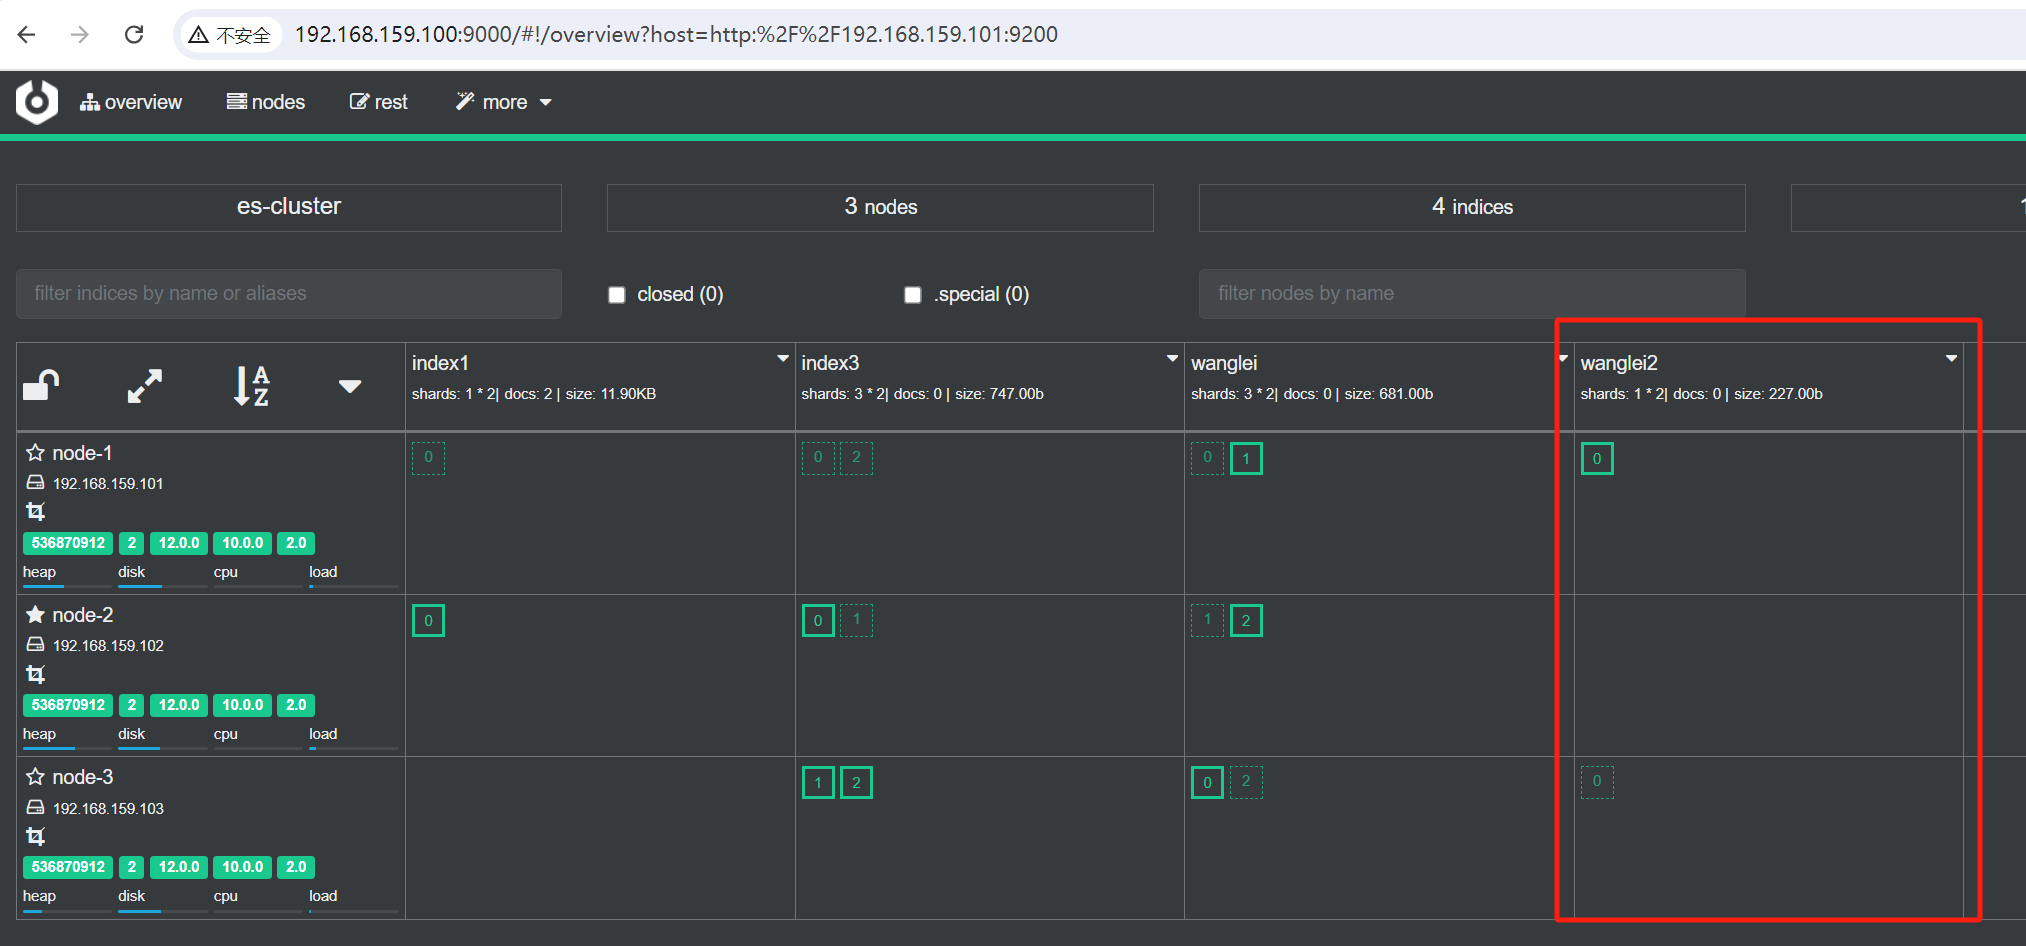 不安全 192.168.159.100:9000/#!/overview?host=http:%2F%2F192.168.159.101:9200
overview nodes rest more
es-cluster 3 nodes 4 indices
filter indices by name or aliases closed (0) .special (0) filter nodes by name
A
Z
index1 index3 wanglei wanglei2
shards: 1 * 2| docs: 2 | size: 11.90KB shards: 3 * 2| docs: 0 | size: 747.00b shards: 3 * 2| docs: 0 | size: 681.00b shards: 1 * 2| docs: 0 | size: 227.00b
node-1 0 0 2 0 1 0
192.168.159.101
536870912 2 12.0.0 10.0.0 2.0
heap disk cpu load
node-2 0 0 1 1 2
192.168.159.102
536870912 2 12.0.0 10.0.0 2.0
heap disk cpu load
node-3 1 2 0 2 0
192.168.159.103
536870912 2 12.0.0 10.0.0 2.0
heap disk cpu load